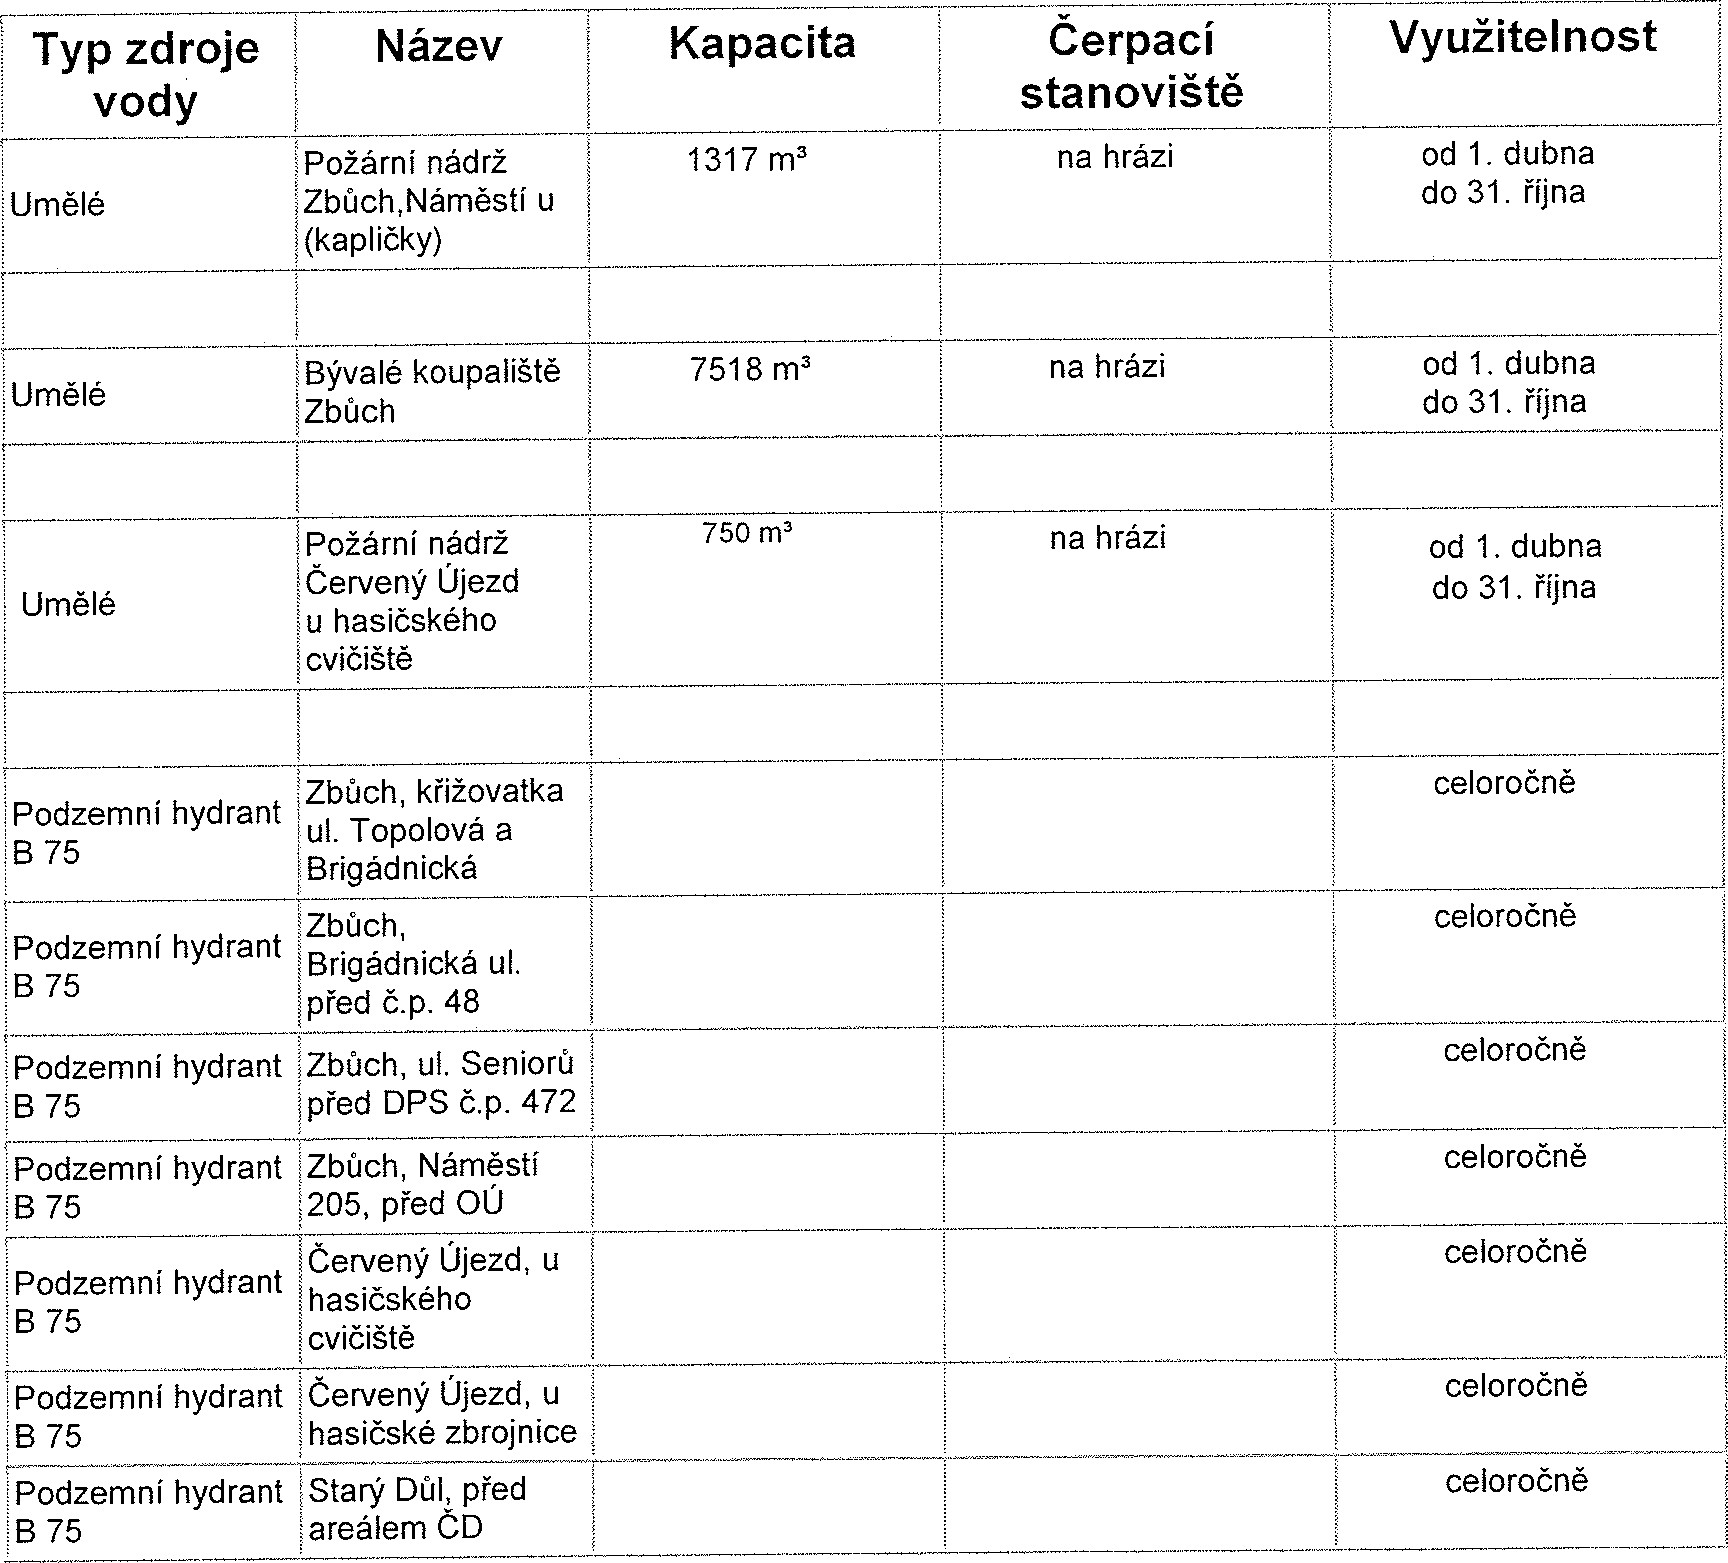 Typ zdroje
vody
Název
Kapacita
Čerpací
stanoviště
Využitelnost
Umělé
Požární nádrž
Zbůch,Náměstí u
(kapličky)
1317 m³
na hrázi
od 1. dubna
do 31. října
Umělé
Bývalé koupaliště
Zbůch
7518 m³
na hrázi
od 1. dubna
do 31. října
Umělé
Požární nádrž
Červený Újezd
u hasičského
cvičiště
750 m³
na hrázi
od 1. dubna
do 31. října
Podzemní hydrant
B 75
Zbůch, křižovatka
ul. Topolová a
Brigádnická
celoročně
Podzemní hydrant
B 75
Zbůch,
Brigádnická ul.
před č.p. 48
celoročně
Podzemní hydrant
B 75
Zbůch, ul. Seniorů
před DPS č.p. 472
celoročně
Podzemní hydrant
B 75
Zbůch, Náměstí
205, před OÚ
celoročně
Podzemní hydrant
B 75
Červený Újezd, u
hasičského
cvičiště
celoročně
Podzemní hydrant
B 75
Červený Újezd, u
hasičské zbrojnice
celoročně
Podzemní hydrant
B 75
Starý Důl, před
areálem ČD
celoročně